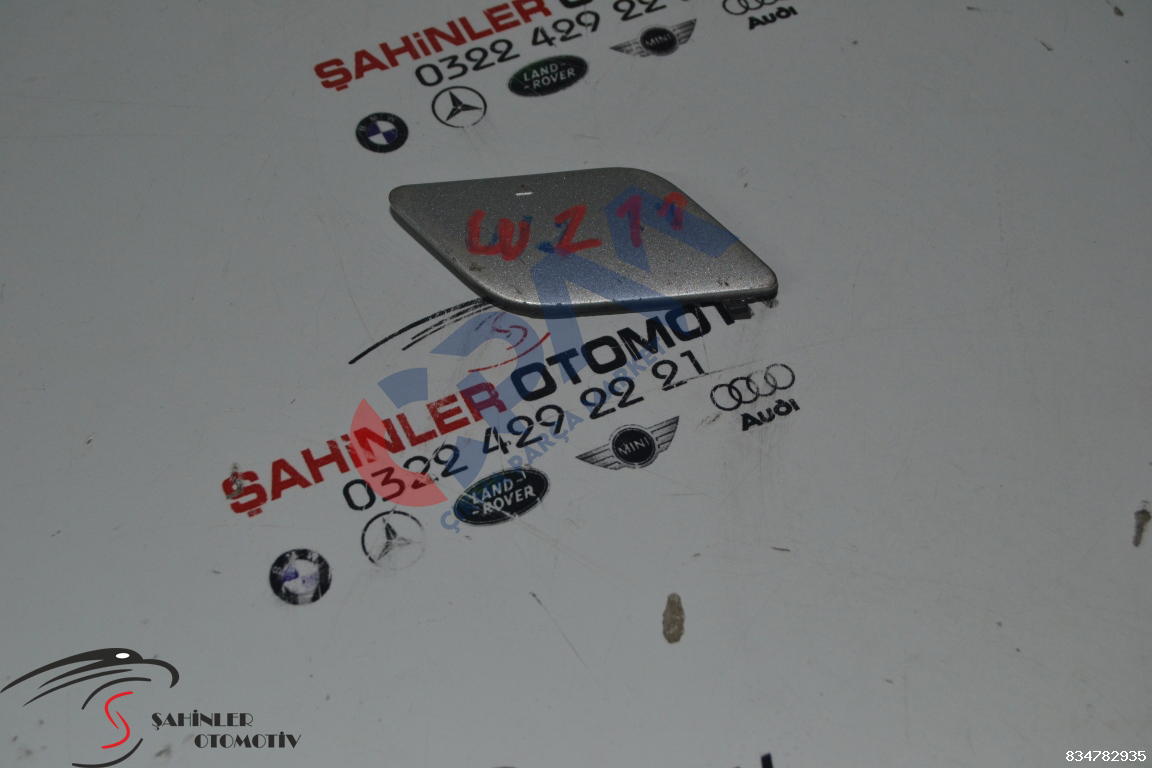 ŞAHİNLER
0322 429 22
LAND-
-ROVER
MINI
Audi
ŞAHİNLER OTOMOT
0322 429 22 21
LAND-
-ROVER
MINI
Audi
ŞAHİNLER
OTOMOTİV
834782935